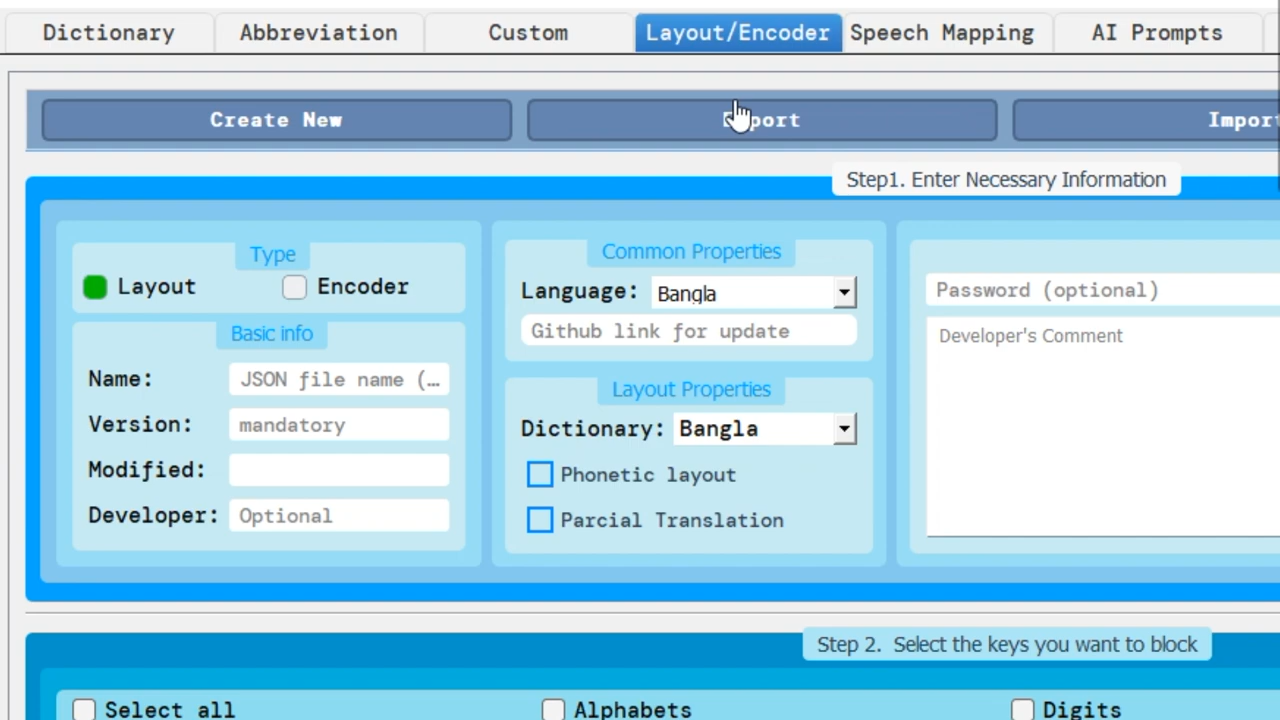 Dictionary Abbreviation Custom Layout/Encoder Speech Mapping AI Prompts
Create New
Step1. Enter Necessary Information
Type
Layout Encoder
Basic info
Name: JSON file name (…
Version: mandatory
Modified:
Developer: Optional
Common Properties
Language: Bangla
Github link for update
Layout Properties
Dictionary: Bangla
Phonetic layout
Parcial Translation
Password (optional)
Developer's Comment
Step 2. Select the keys you want to block
Select all Alphabets Digits